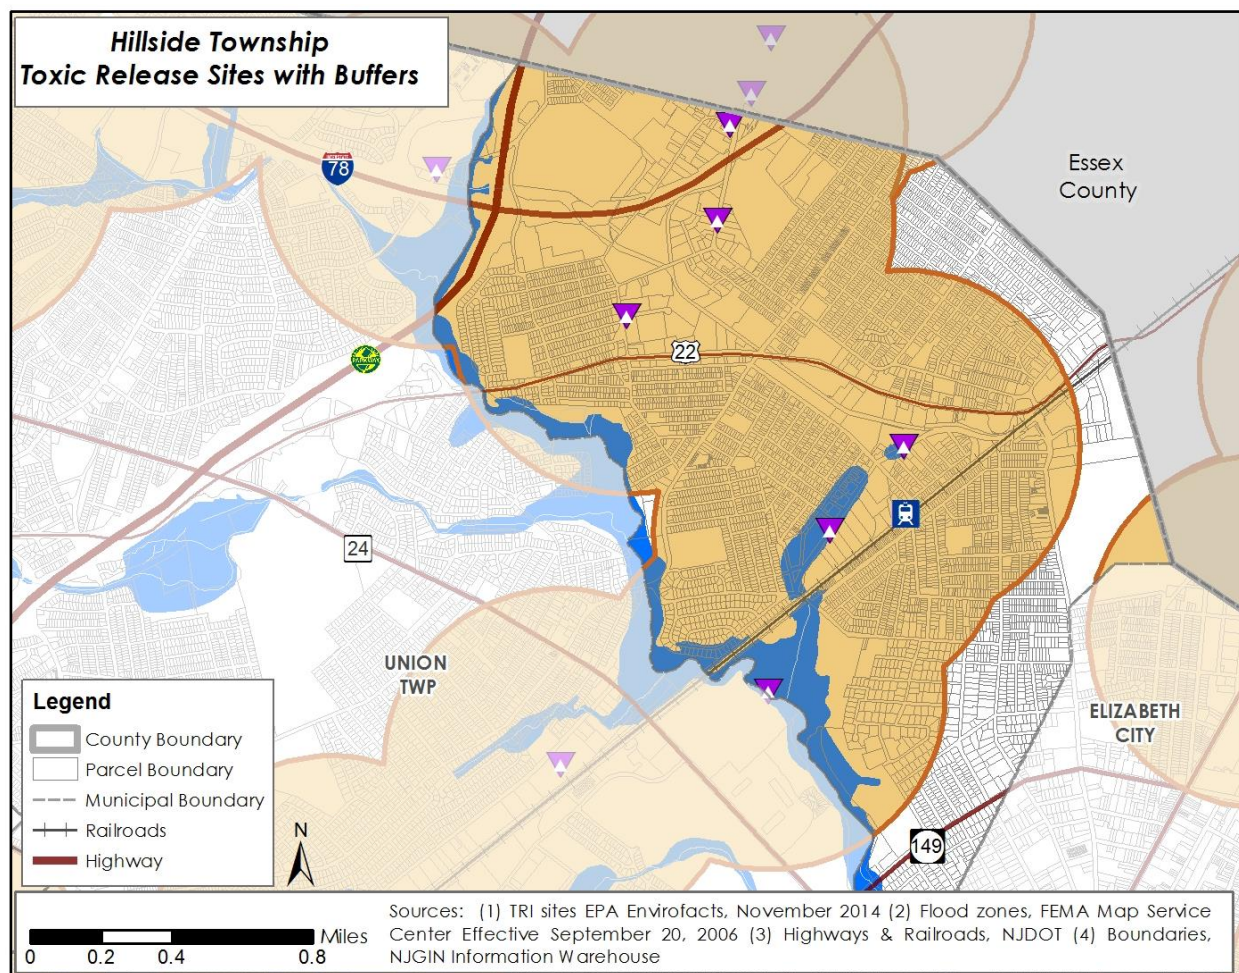 Hillside Township
Toxic Release Sites with Buffers
Essex
County
78
22
24
UNION
TWP
ELIZABETH
CITY
149
Legend
County Boundary
Parcel Boundary
Municipal Boundary
Railroads
Highway
N
Miles
0 0.2 0.4 0.8
Sources: (1) TRI sites EPA Envirofacts, November 2014 (2) Flood zones, FEMA Map Service
Center Effective September 20, 2006 (3) Highways & Railroads, NJDOT (4) Boundaries,
NJGIN Information Warehouse